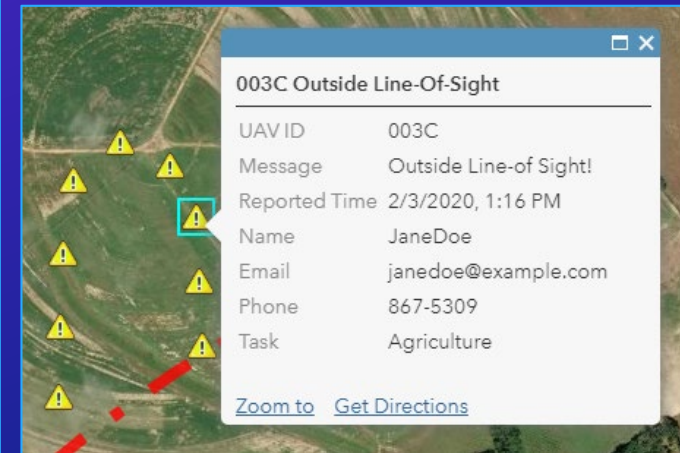 003C Outside Line-Of-Sight
UAV ID 003C
Message Outside Line-of Sight!
Reported Time 2/3/2020, 1:16 PM
Name JaneDoe
Email janedoe@example.com
Phone 867-5309
Task Agriculture
Zoom to Get Directions